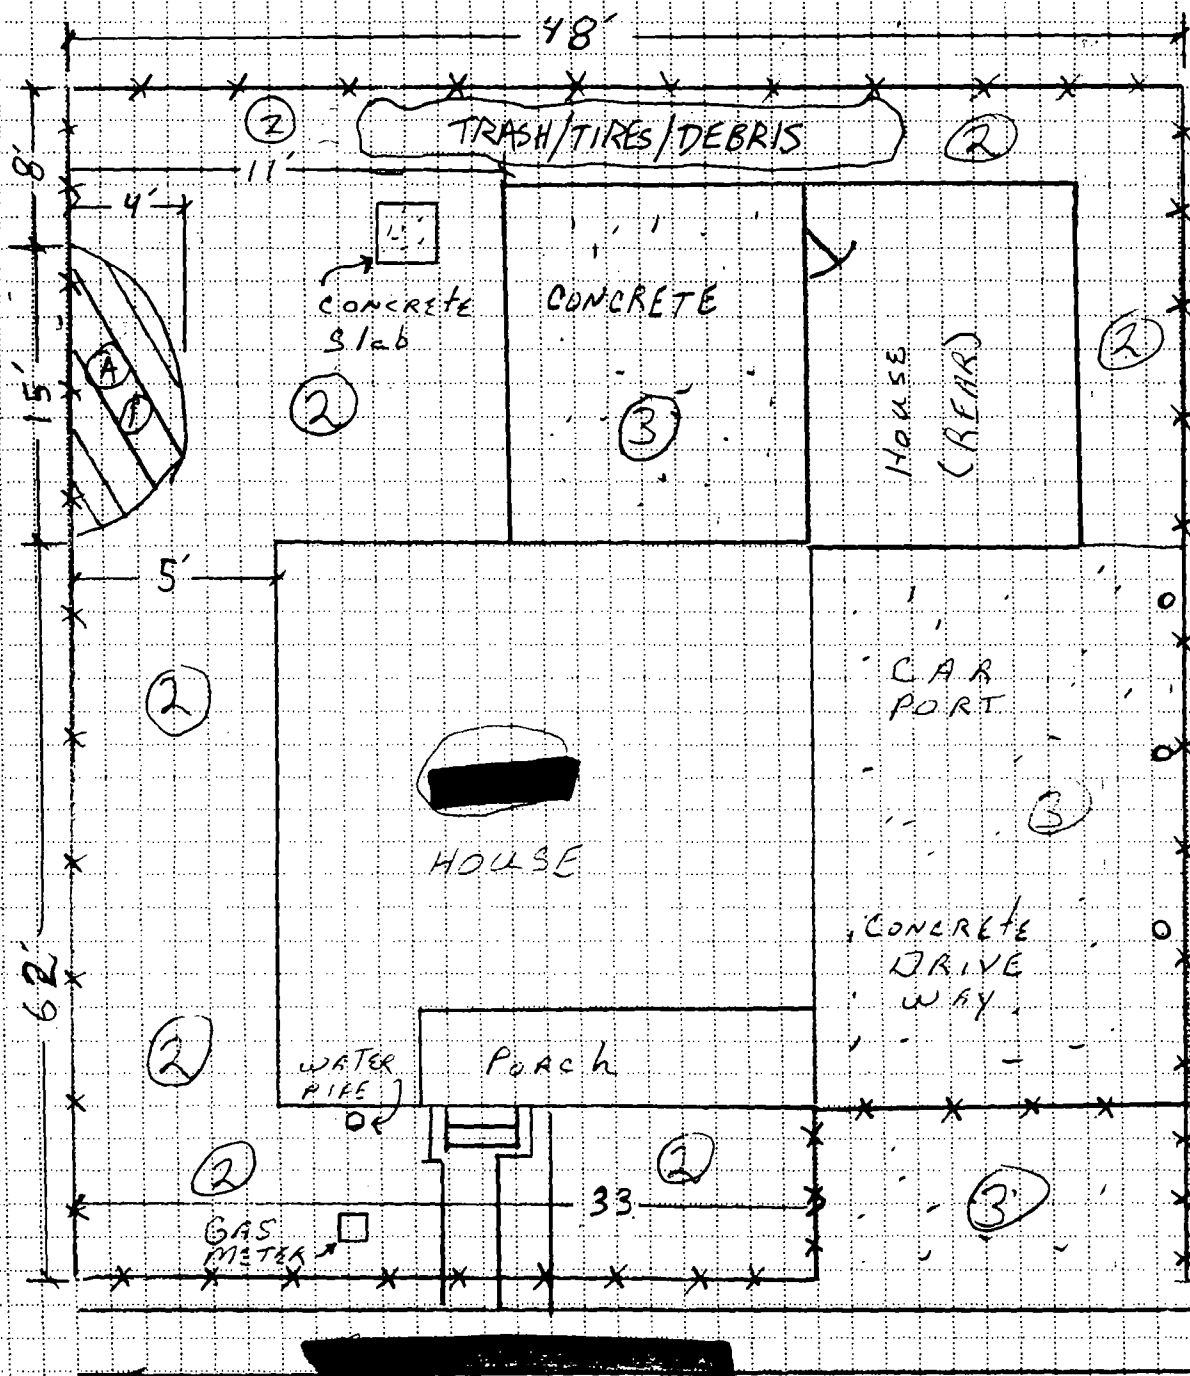 48'
2
TRASH/TIRES/DEBRIS
2
8'
11'
4'
CONCRETE
Slab
CONCRETE
HOUSE
(REAR)
2
15'
A
2
3
5'
2
CAR
PORT
3
HOUSE
CONCRETE
DRIVE
WAY
62'
2
WATER
PIPE
PORCH
2
2
33
3
GAS
METER